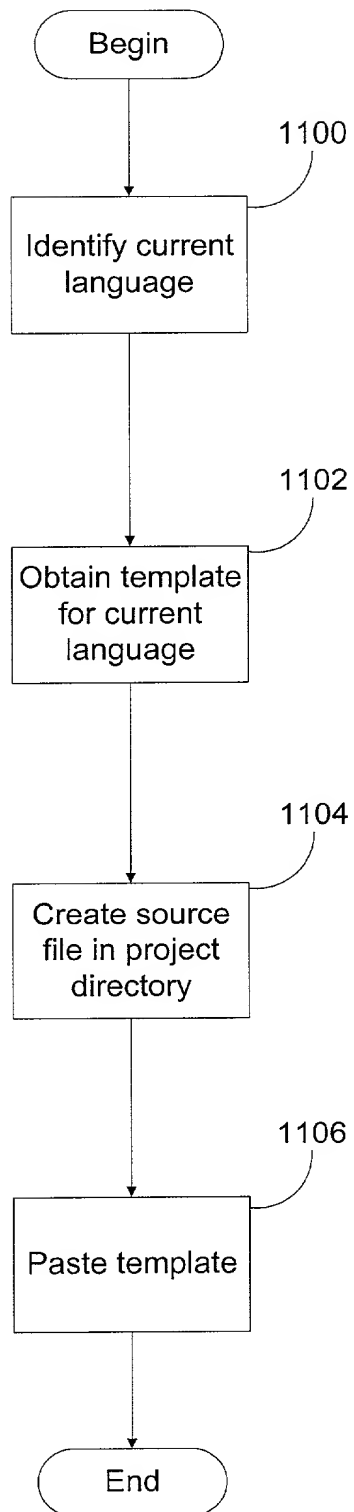 Begin
1100
Identify current
language
1102
Obtain template
for current
language
1104
Create source
file in project
directory
1106
Paste template
End